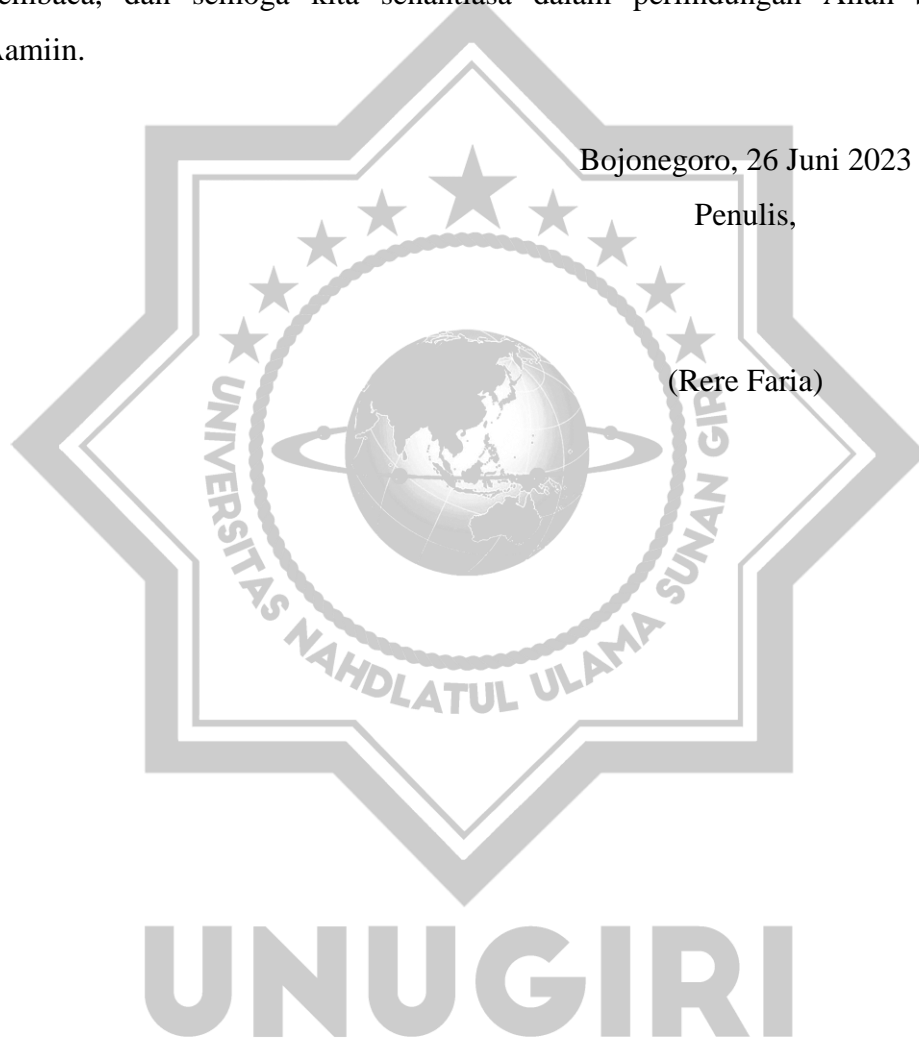 dan semoga kita senantiasa dalam perlindungan Allah
Aamiin.
Bojonegoro, 26 Juni 2023
Penulis,
(Rere Faria)
UNIVERSITAS NAHDLATUL ULAMA SUNAN GIRI
UNUGIRI